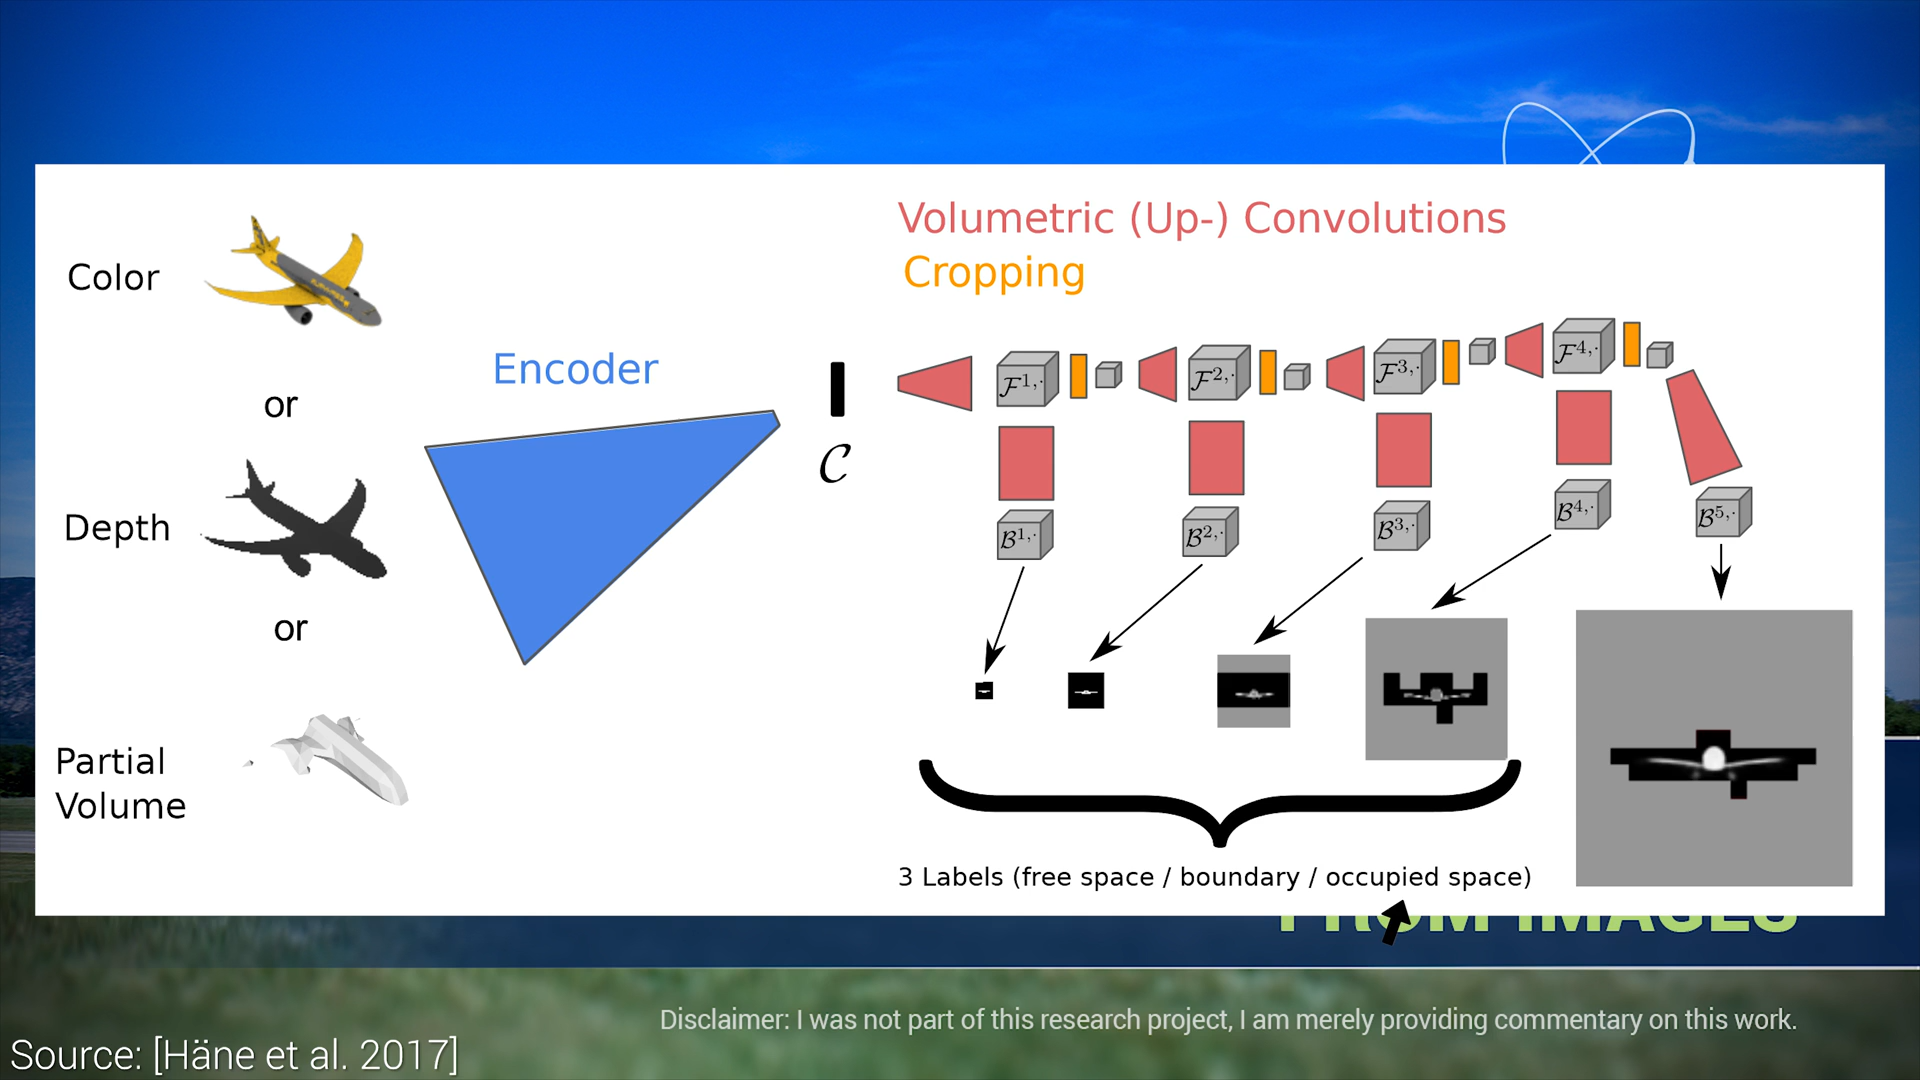 Volumetric (Up-) Convolutions
Cropping
Color
or
Depth
or
Partial
Volume
Encoder
𝒞
ℱ¹,·
ℱ²,·
ℱ³,·
ℱ⁴,·
ℬ¹,·
ℬ²,·
ℬ³,·
ℬ⁴,·
ℬ⁵,·
3 Labels (free space / boundary / occupied space)
FROM IMAGES
Disclaimer: I was not part of this research project, I am merely providing commentary on this work.
Source: [Häne et al. 2017]